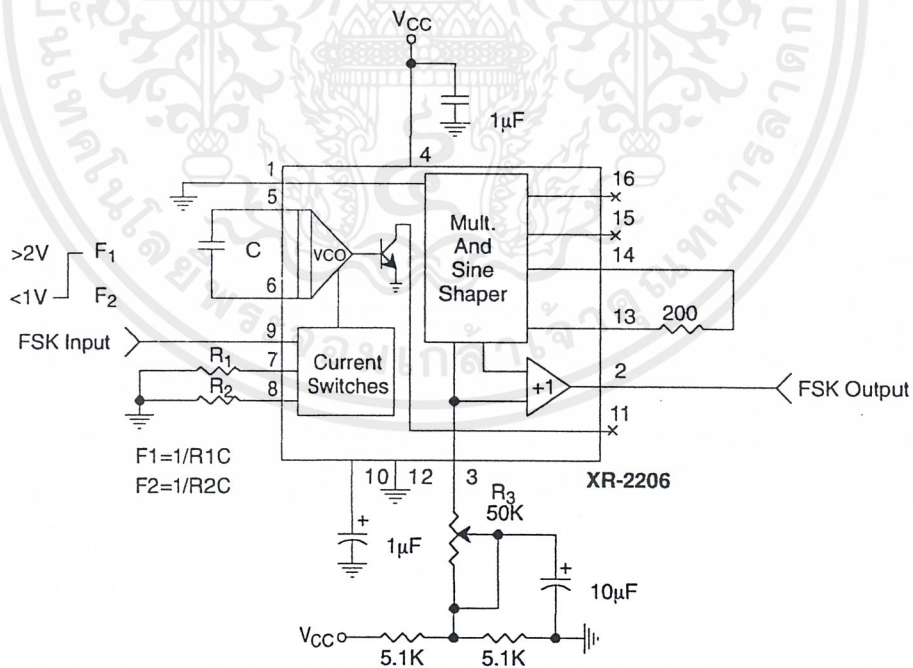 VCC
1µF
4
1
16
5
15
Mult.
And
Sine
Shaper
14
>2V
F1
C
VCO
<1V
F2
6
13
200
FSK Input
9
R1
7
Current
Switches
R2
8
+1
2
FSK Output
11
F1=1/R1C
F2=1/R2C
10
12
3
XR-2206
R3
50K
+
1µF
+
10µF
VCC
5.1K
5.1K